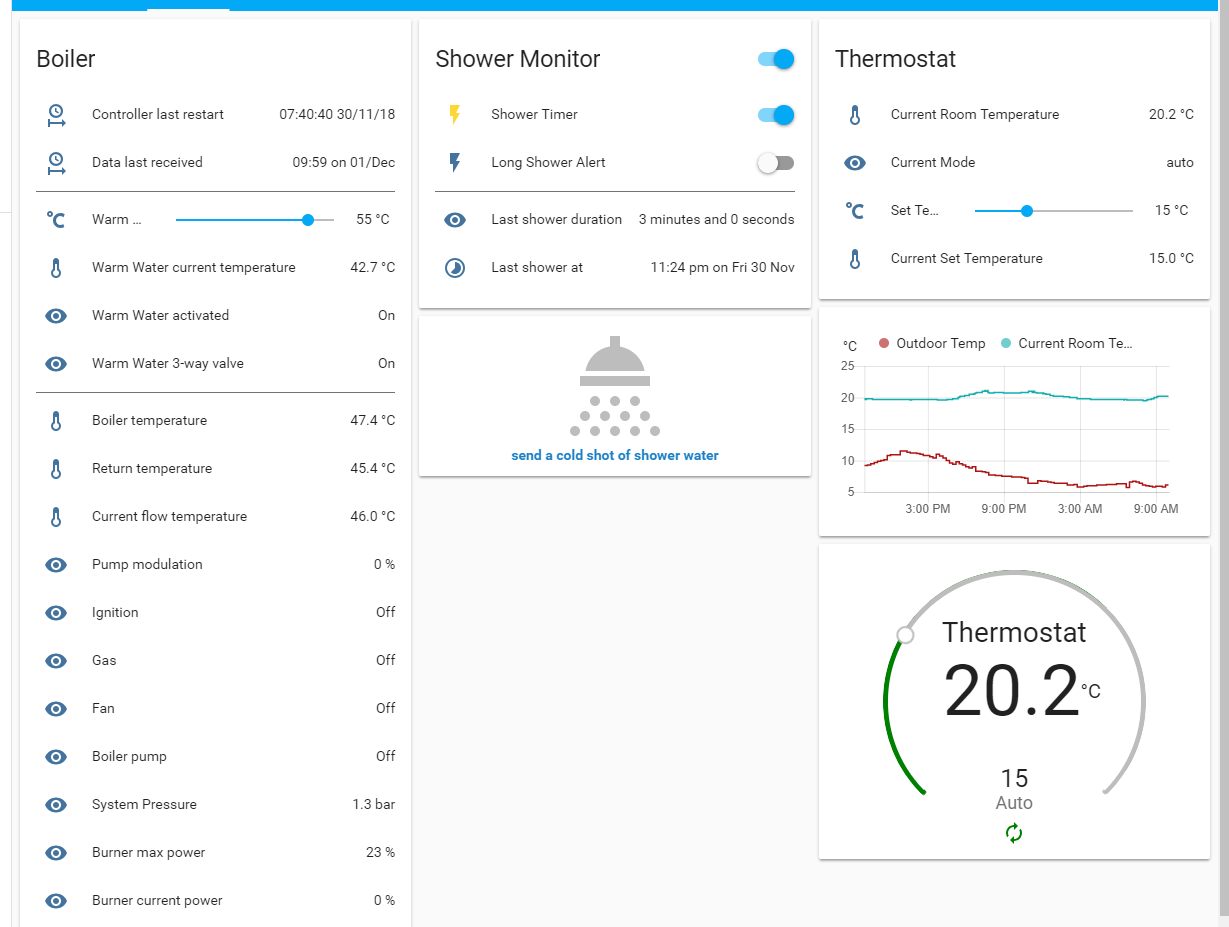 Boiler
Controller last restart 07:40:40 30/11/18
Data last received 09:59 on 01/Dec
°C Warm ... 55 °C
Warm Water current temperature 42.7 °C
Warm Water activated On
Warm Water 3-way valve On
Boiler temperature 47.4 °C
Return temperature 45.4 °C
Current flow temperature 46.0 °C
Pump modulation 0 %
Ignition Off
Gas Off
Fan Off
Boiler pump Off
System Pressure 1.3 bar
Burner max power 23 %
Burner current power 0 %
Shower Monitor
Shower Timer
Long Shower Alert
Last shower duration 3 minutes and 0 seconds
Last shower at 11:24 pm on Fri 30 Nov
send a cold shot of shower water
Thermostat
Current Room Temperature 20.2 °C
Current Mode auto
°C Set Te... 15 °C
Current Set Temperature 15.0 °C
°C Outdoor Temp Current Room Te...
25
20
15
10
5
3:00 PM 9:00 PM 3:00 AM 9:00 AM
Thermostat
20.2 °C
15
Auto